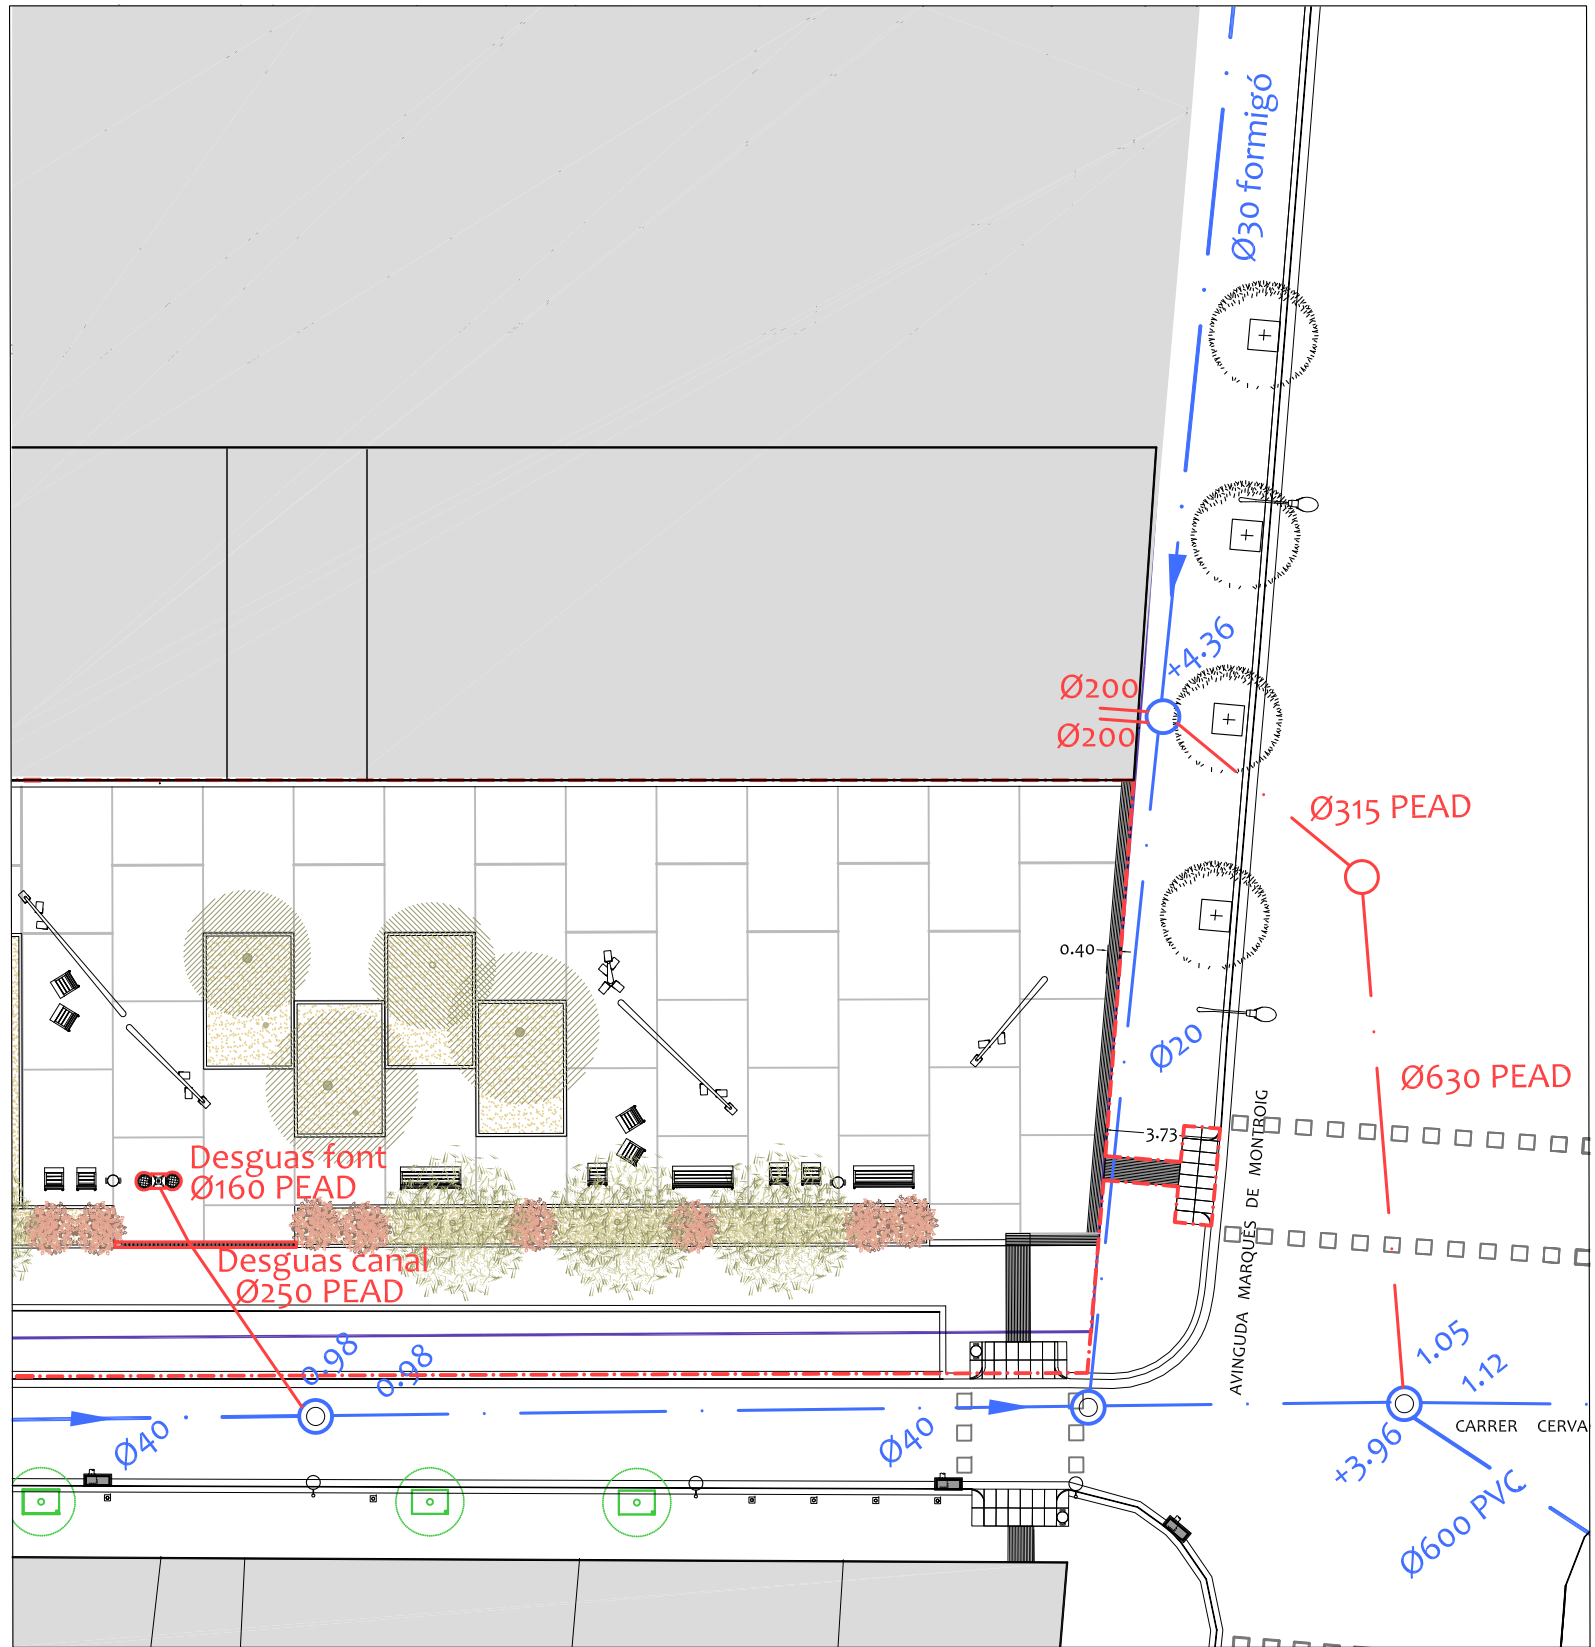 Ø30 formigó
+4.36
Ø200
Ø200
Ø315 PEAD
0.40
Ø20
Ø630 PEAD
3.73
Desguas font
Ø160 PEAD
AVINGUDA MARQUÈS DE MONTROIG
Desguas canal
Ø250 PEAD
0.98
0.98
1.05
1.12
Ø40
Ø40
CARRER CERVA
+3.96
Ø600 PVC